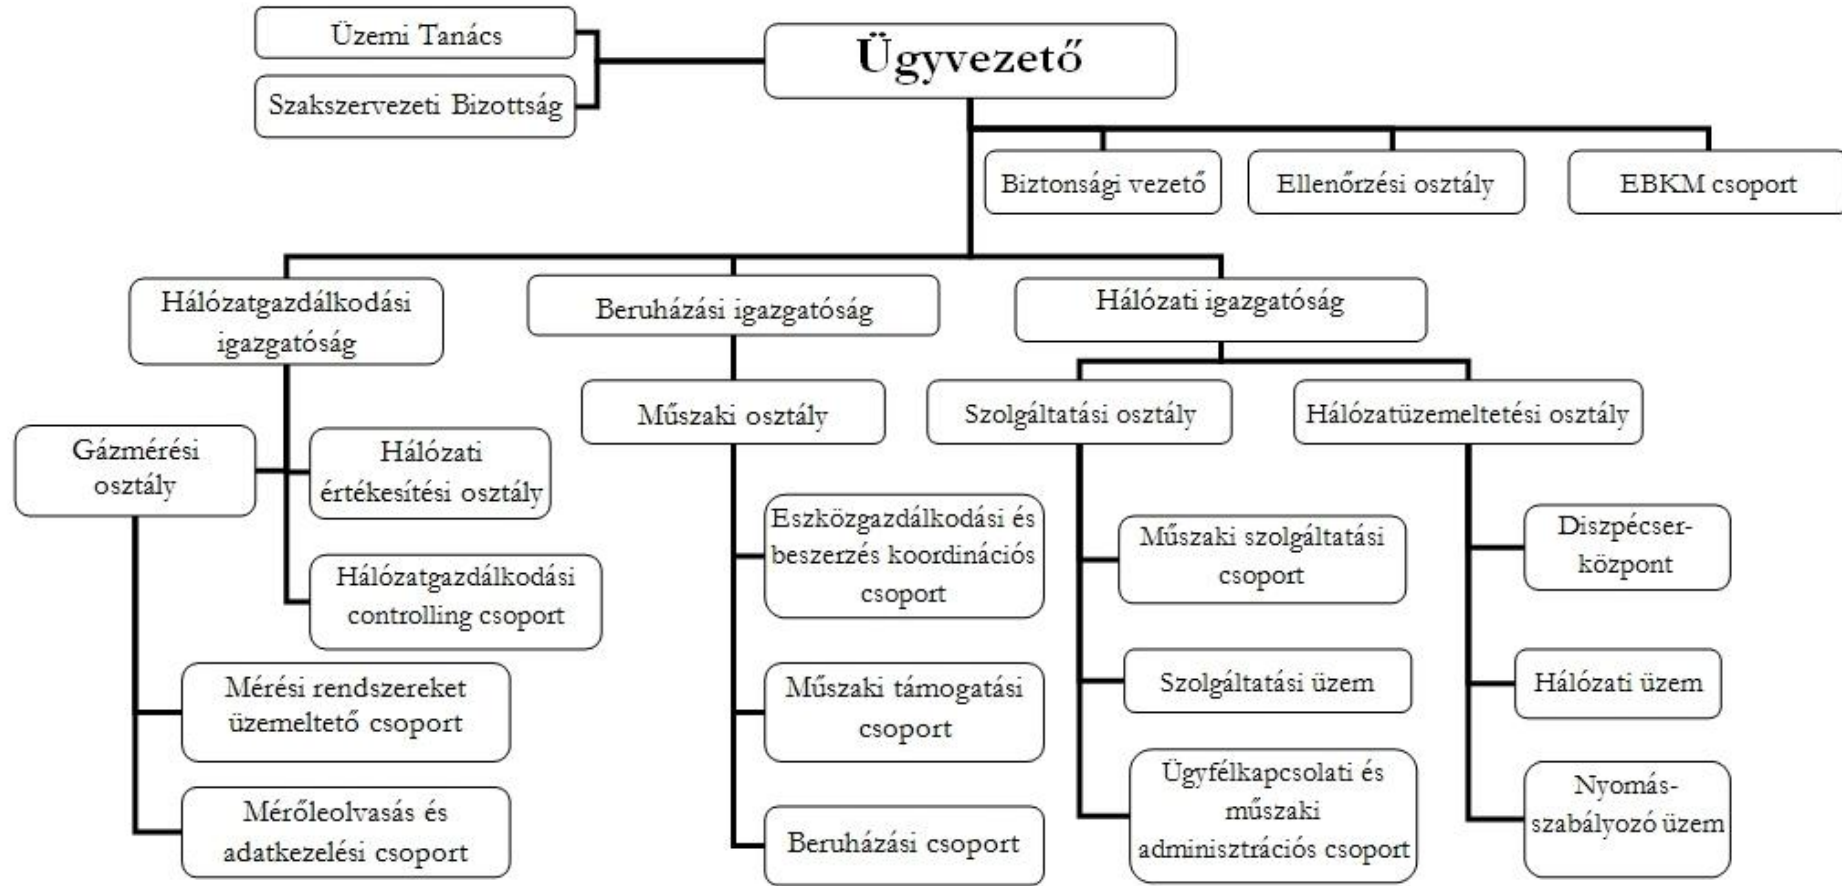 Üzemi Tanács
Ügyvezető
Szakszervezeti Bizottság
Biztonsági vezető
Ellenőrzési osztály
EBKM csoport
Hálózatgazdálkodási
igazgatóság
Beruházási igazgatóság
Hálózati igazgatóság
Műszaki osztály
Szolgáltatási osztály
Hálózatüzemeltetési osztály
Gázmérési
osztály
Hálózati
értékesítési osztály
Hálózatgazdálkodási
controlling csoport
Mérési rendszereket
üzemeltető csoport
Mérőleolvasás és
adatkezelési csoport
Eszközgazdálkodási és
beszerzés koordinációs
csoport
Műszaki támogatási
csoport
Beruházási csoport
Műszaki szolgáltatási
csoport
Szolgáltatási üzem
Ügyfélkapcsolati és
műszaki
adminisztrációs csoport
Diszpécser-
központ
Hálózati üzem
Nyomás-
szabályozó üzem